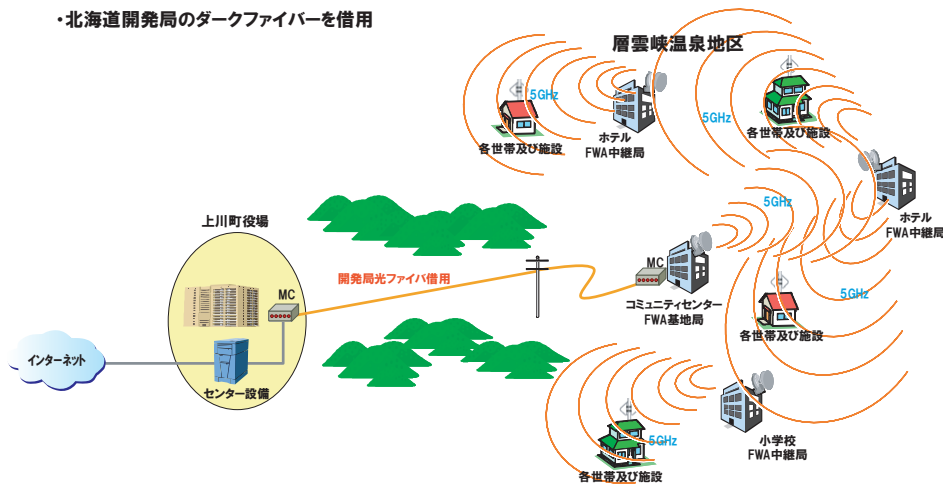 ・北海道開発局のダークファイバーを借用
層雲峡温泉地区
5GHz
各世帯及び施設
ホテル
FWA中継局
5GHz
各世帯及び施設
ホテル
FWA中継局
5GHz
上川町役場
MC
開発局光ファイバ借用
MC
コミュニティセンター
FWA基地局
5GHz
各世帯及び施設
インターネット
センター設備
小学校
FWA中継局
5GHz
各世帯及び施設